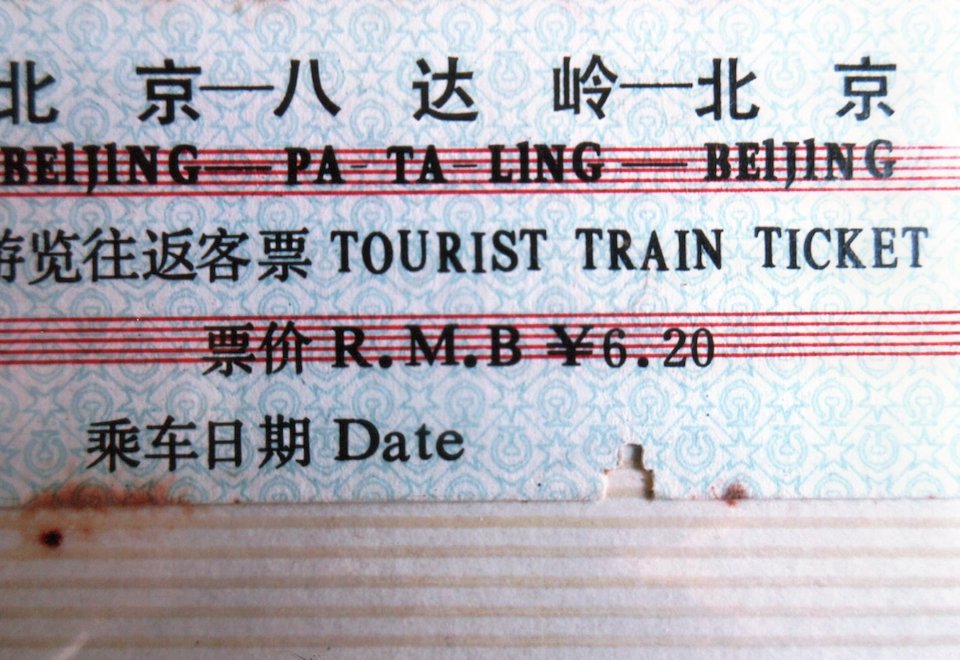 北京—八达岭—北京
BEIJING—PA-TA-LING—BEIJING
游览往返客票 TOURIST TRAIN TICKET
票价 R.M.B ¥6.20
乘车日期 Date